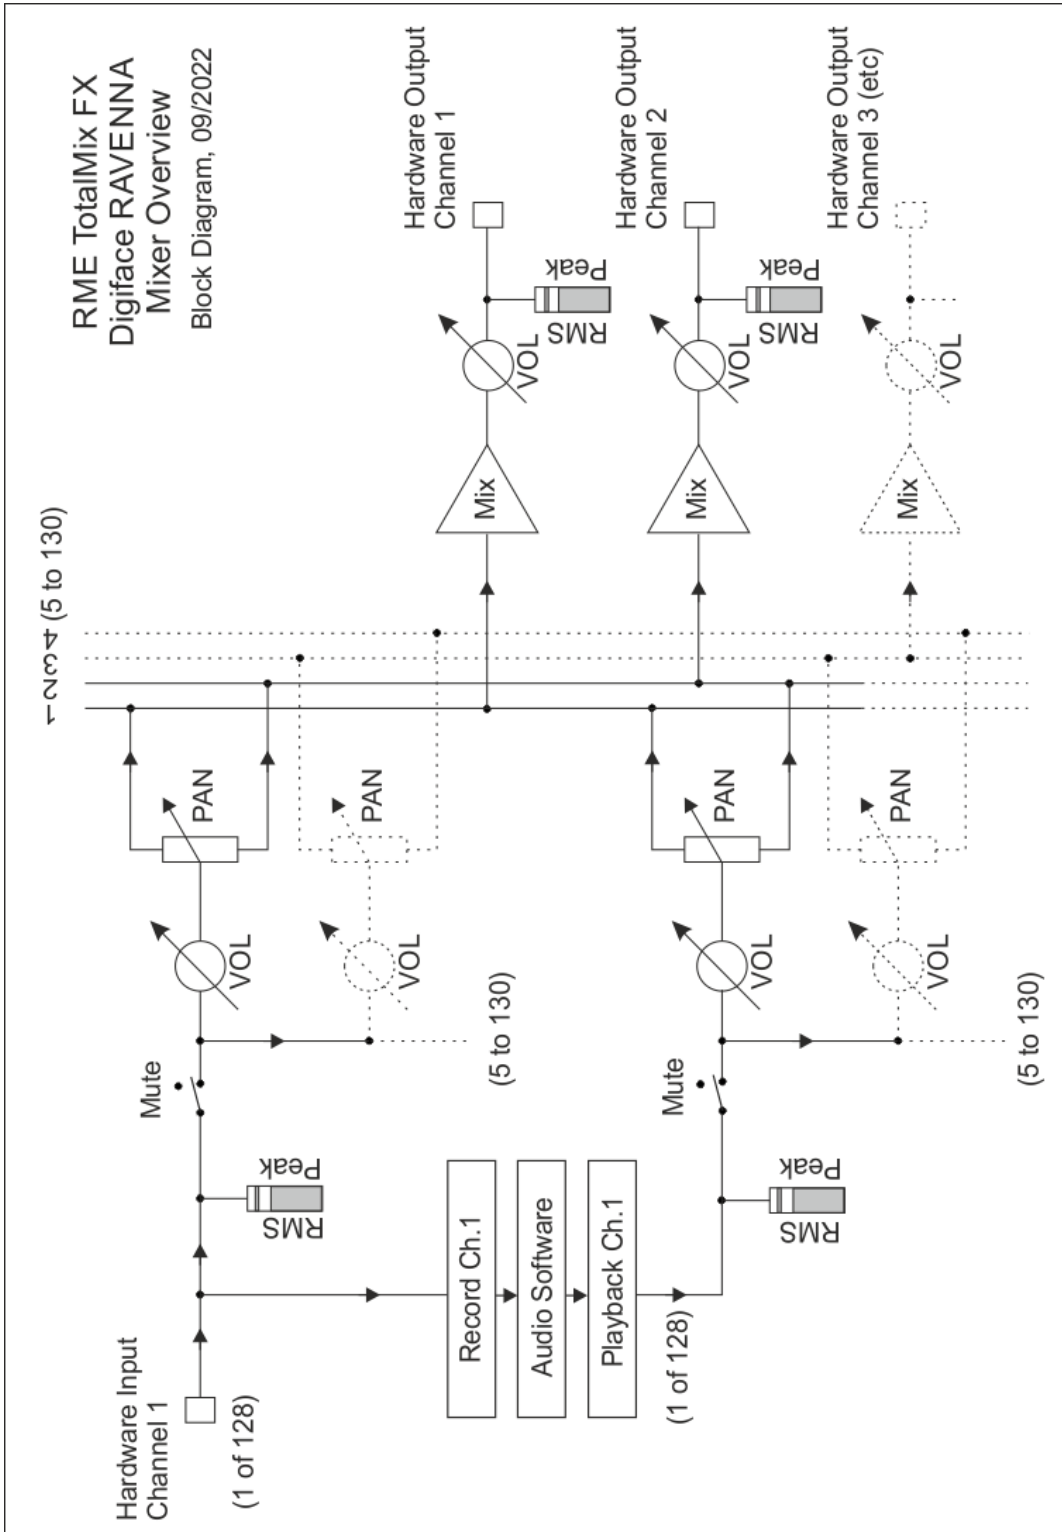 RME TotalMix FX
Digiface RAVENNA
Mixer Overview
Block Diagram, 09/2022
Hardware Input
Channel 1
(1 of 128)
RMS
Peak
Mute
VOL
PAN
VOL
PAN
(5 to 130)
1 2 3 4 (5 to 130)
Record Ch.1
Audio Software
Playback Ch.1
(1 of 128)
RMS
Peak
Mute
VOL
PAN
VOL
PAN
(5 to 130)
Mix
VOL
RMS
Peak
Hardware Output
Channel 1
Mix
VOL
RMS
Peak
Hardware Output
Channel 2
Mix
VOL
Hardware Output
Channel 3 (etc)